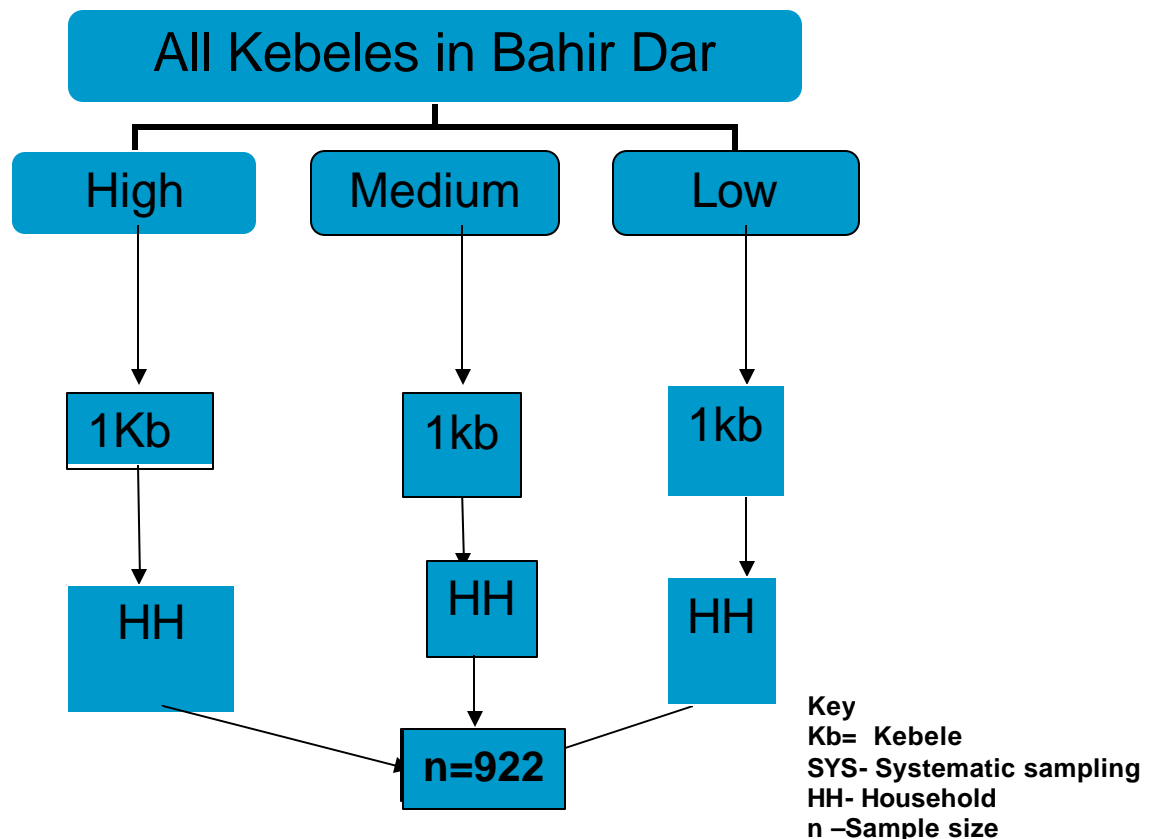 All Kebeles in Bahir Dar
High
Medium
Low
1Kb
1kb
1kb
HH
HH
HH
n=922
Key
Kb= Kebele
SYS- Systematic sampling
HH- Household
n –Sample size